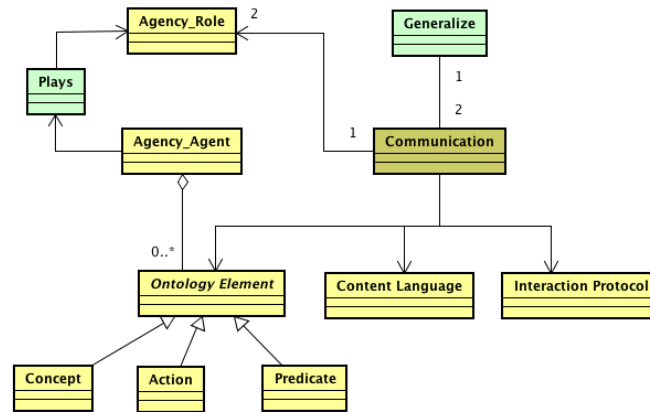 Agency_Role
2
Generalize
1
Plays
2
Agency_Agent
1
Communication
0..*
Ontology Element
Content Language
Interaction Protocol
Concept
Action
Predicate